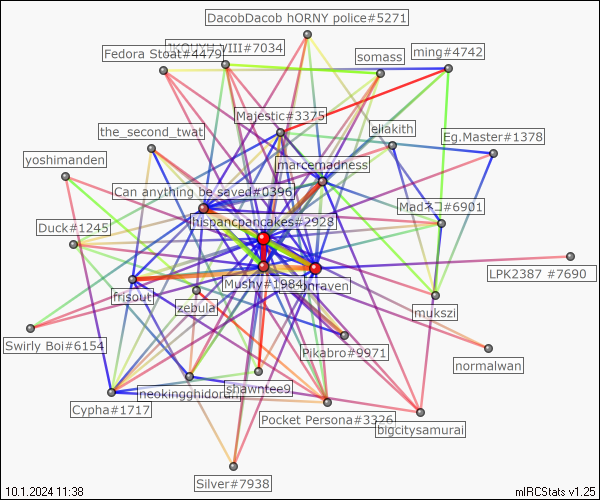 DacobDacob hORNY police#5271
VIII#7034
Fedora Stoat#4479
somass
ming#4742
Majestic#3375
the_second_twat
eliakith
Eg.Master#1378
yoshimanden
marcemadness
Can anything be saved#0396
Madネコ#6901
hispancpancakes#2928
Duck#1245
LPK2387 #7690
Mushy#1984
nraven
frisout
zebula
mukszi
Swirly Boi#6154
Pikabro#9971
normalwan
neokingghidorah
shawntee9
Cypha#1717
Pocket Persona#3326
bigcitysamurai
Silver#7938
10.1.2024 11:38
mIRCStats v1.25